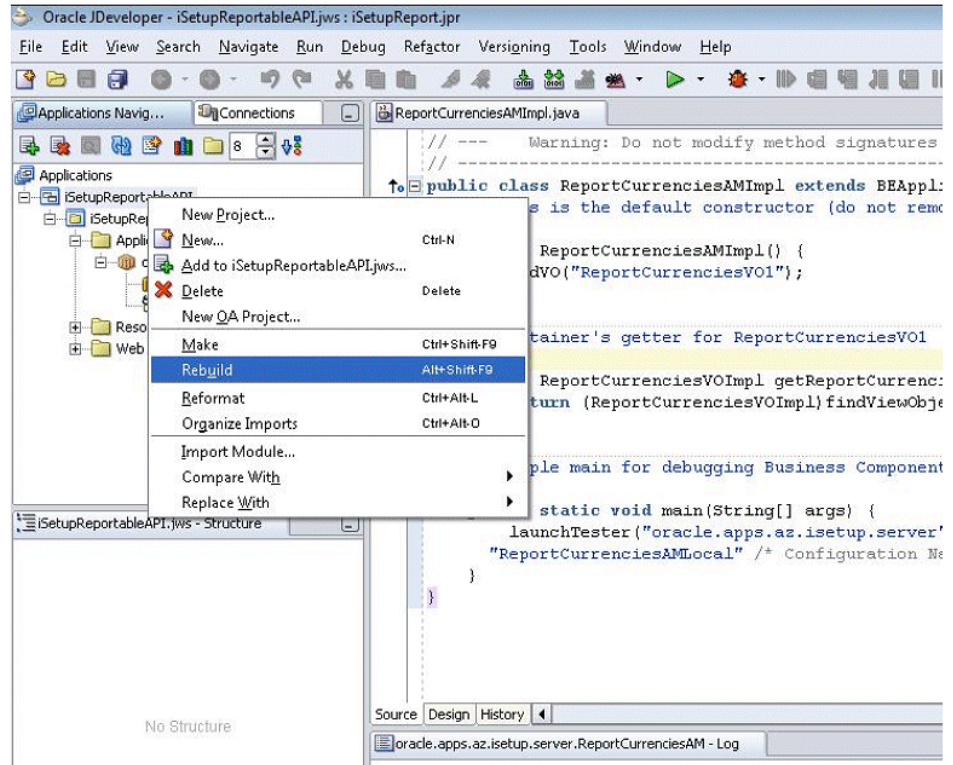 Oracle JDeveloper - iSetupReportableAPI.jws : iSetupReport.jpr
File Edit View Search Navigate Run Debug Refactor Versioning Tools Window Help
Applications Navig... Connections
8
Applications
iSetupReportableAPI
iSetupRep
Appli
Reso
Web
New Project...
New... Ctrl-N
Add to iSetupReportableAPI.jws...
Delete Delete
New OA Project...
Make Ctrl+Shift-F9
Rebuild Alt+Shift-F9
Reformat Ctrl+Alt-L
Organize Imports Ctrl+Alt-O
Import Module...
Compare With
Replace With
iSetupReportableAPI.jws - Structure
No Structure
ReportCurrenciesAMImpl.java
// --- Warning: Do not modify method signatures
// ---------------------------------------------
public class ReportCurrenciesAMImpl extends BEAppli
s is the default constructor (do not remo
ReportCurrenciesAMImpl() {
dVO("ReportCurrenciesVO1");
tainer's getter for ReportCurrenciesVO1
ReportCurrenciesVOImpl getReportCurrenc
turn (ReportCurrenciesVOImpl)findViewObje
ple main for debugging Business Component
static void main(String[] args) {
launchTester("oracle.apps.az.isetup.server"
"ReportCurrenciesAMLocal" /* Configuration Na
}
}
Source Design History
oracle.apps.az.isetup.server.ReportCurrenciesAM - Log